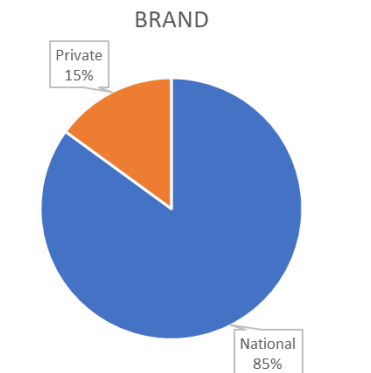 BRAND
Private
15%
National
85%